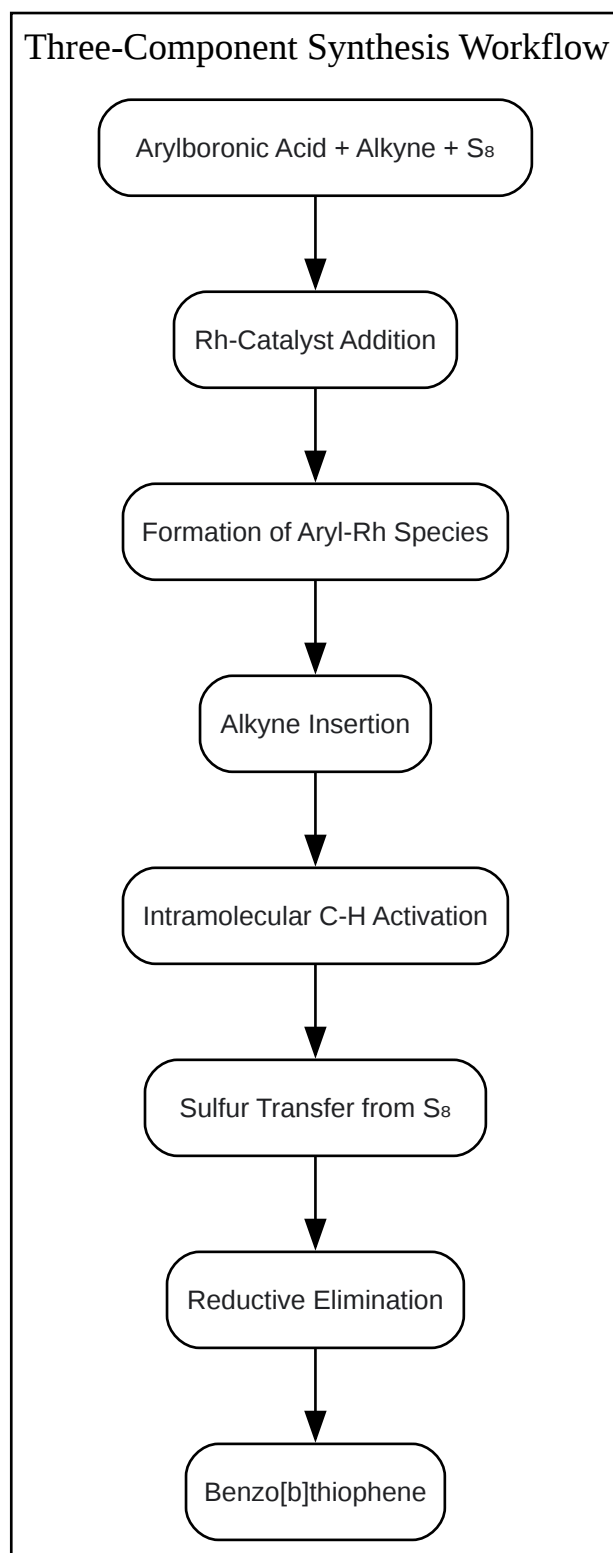 Three-Component Synthesis Workflow
Arylboronic Acid + Alkyne + S₈
Rh-Catalyst Addition
Formation of Aryl-Rh Species
Alkyne Insertion
Intramolecular C-H Activation
Sulfur Transfer from S₈
Reductive Elimination
Benzo[b]thiophene